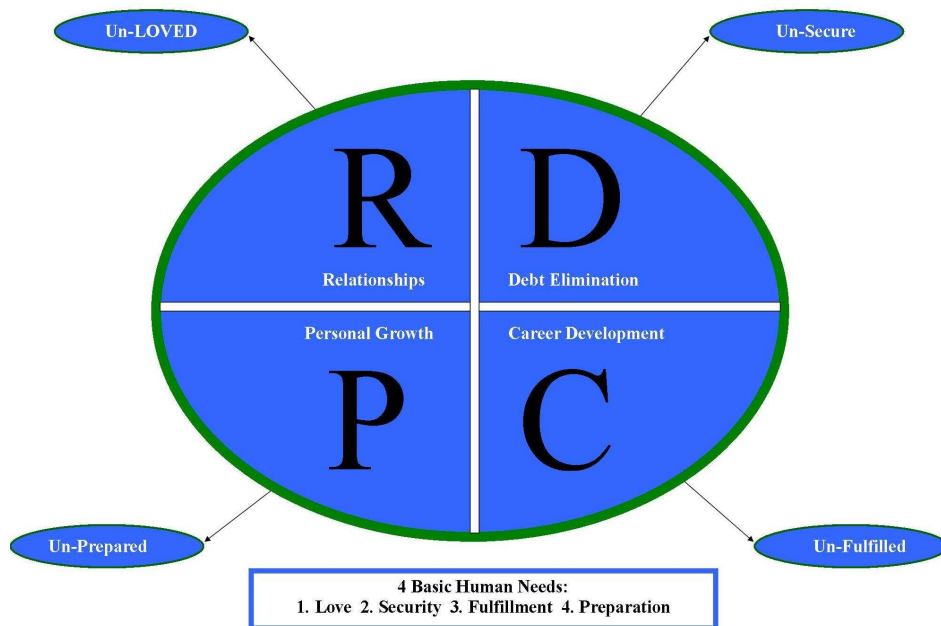 Un-LOVED
Un-Secure
R
D
Relationships
Debt Elimination
Personal Growth
Career Development
P
C
Un-Prepared
Un-Fulfilled
4 Basic Human Needs:
1. Love 2. Security 3. Fulfillment 4. Preparation